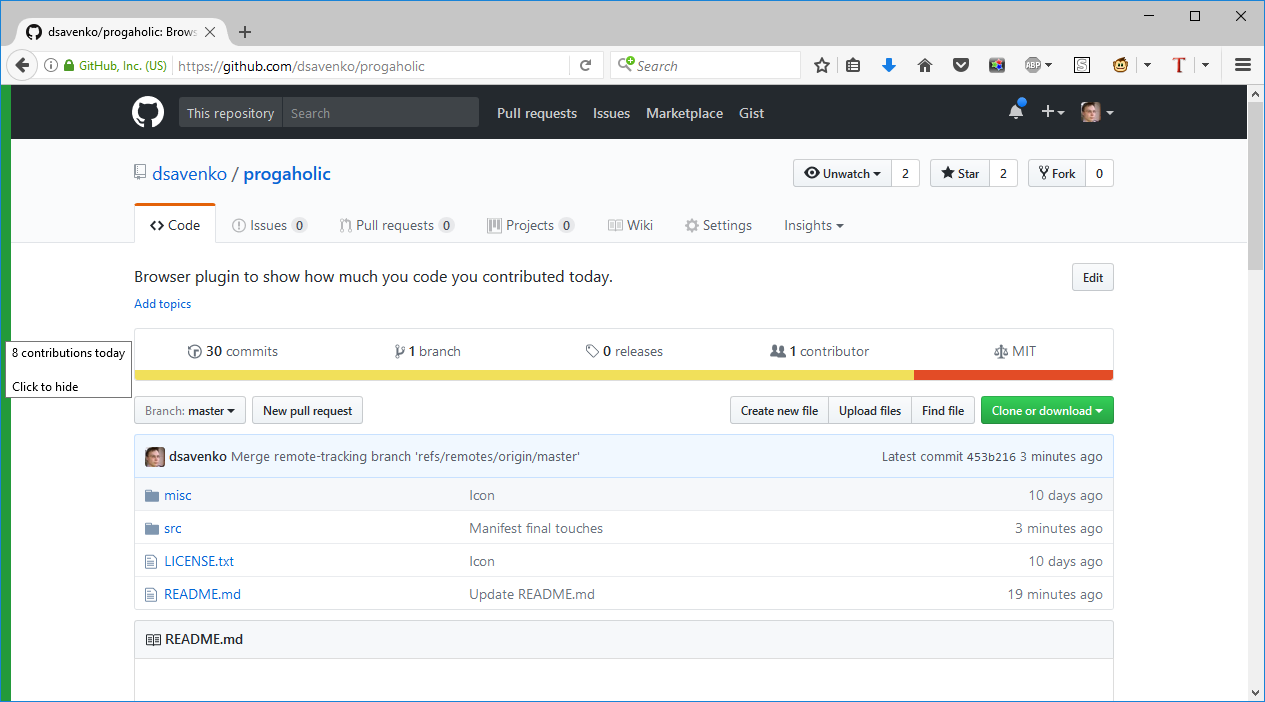 dsavenko/progaholic: Brows
GitHub, Inc. (US) https://github.com/dsavenko/progaholic Search ABP S T
This repository Search Pull requests Issues Marketplace Gist
dsavenko / progaholic Unwatch 2 Star 2 Fork 0
Code Issues 0 Pull requests 0 Projects 0 Wiki Settings Insights
Browser plugin to show how much you code you contributed today. Edit
Add topics
8 contributions today
Click to hide
30 commits 1 branch 0 releases 1 contributor MIT
Branch: master New pull request Create new file Upload files Find file Clone or download
dsavenko Merge remote-tracking branch 'refs/remotes/origin/master' Latest commit 453b216 3 minutes ago
misc Icon 10 days ago
src Manifest final touches 3 minutes ago
LICENSE.txt Icon 10 days ago
README.md Update README.md 19 minutes ago
README.md